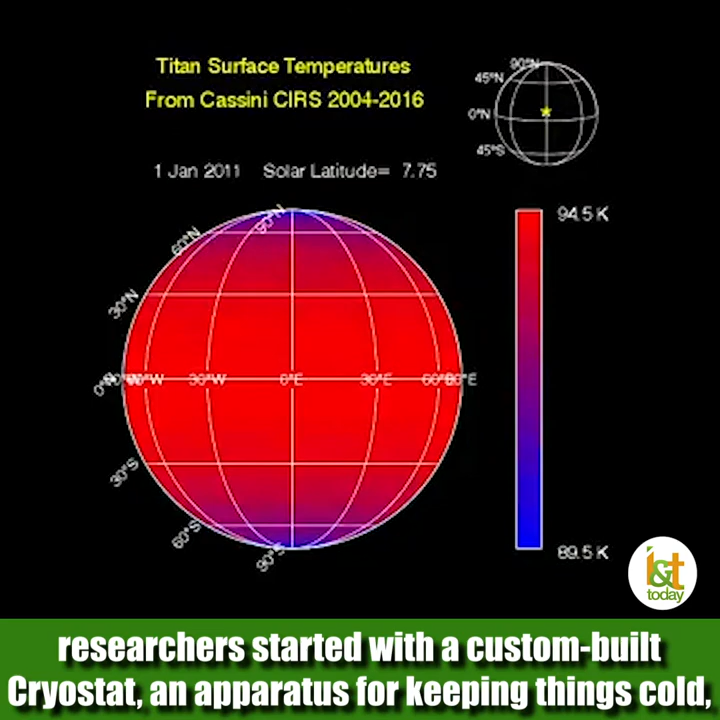 Titan Surface Temperatures
From Cassini CIRS 2004-2016
90°N
45°N
0°N
45°S
1 Jan 2011 Solar Latitude= 7.75
94.5 K
90°N
60°N
30°N
0°N 30°W 0°E 30°E
30°S
60°S
90°S
89.5 K
i&t
today
researchers started with a custom-built
Cryostat, an apparatus for keeping things cold,